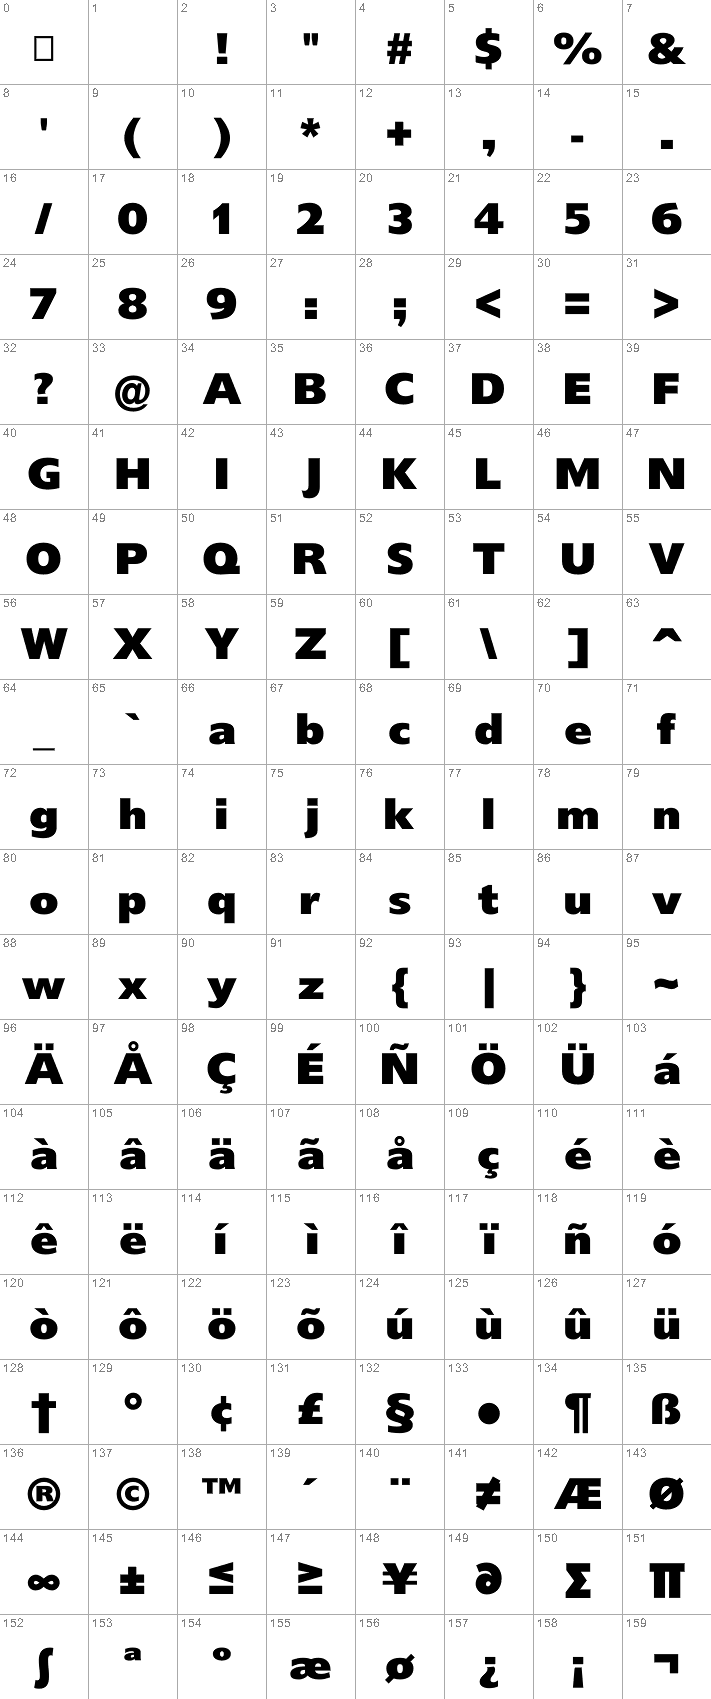 0 1 2 3 4 5 6 7
! " # $ % &
8 9 10 11 12 13 14 15
' ( ) * + , - .
16 17 18 19 20 21 22 23
/ 0 1 2 3 4 5 6
24 25 26 27 28 29 30 31
7 8 9 : ; < = >
32 33 34 35 36 37 38 39
? @ A B C D E F
40 41 42 43 44 45 46 47
G H I J K L M N
48 49 50 51 52 53 54 55
O P Q R S T U V
56 57 58 59 60 61 62 63
W X Y Z [ \ ] ^
64 65 66 67 68 69 70 71
_ ` a b c d e f
72 73 74 75 76 77 78 79
g h i j k l m n
80 81 82 83 84 85 86 87
o p q r s t u v
88 89 90 91 92 93 94 95
w x y z { | } ~
96 97 98 99 100 101 102 103
Ä Å Ç É Ñ Ö Ü á
104 105 106 107 108 109 110 111
à â ä ã å ç é è
112 113 114 115 116 117 118 119
ê ë í ì î ï ñ ó
120 121 122 123 124 125 126 127
ò ô ö õ ú ù û ü
128 129 130 131 132 133 134 135
† ° ¢ £ § • ¶ ß
136 137 138 139 140 141 142 143
® © ™ ´ ¨ ≠ Æ Ø
144 145 146 147 148 149 150 151
∞ ± ≤ ≥ ¥ ∂ Σ Π
152 153 154 155 156 157 158 159
∫ ª º æ ø ¿ ¡ ¬